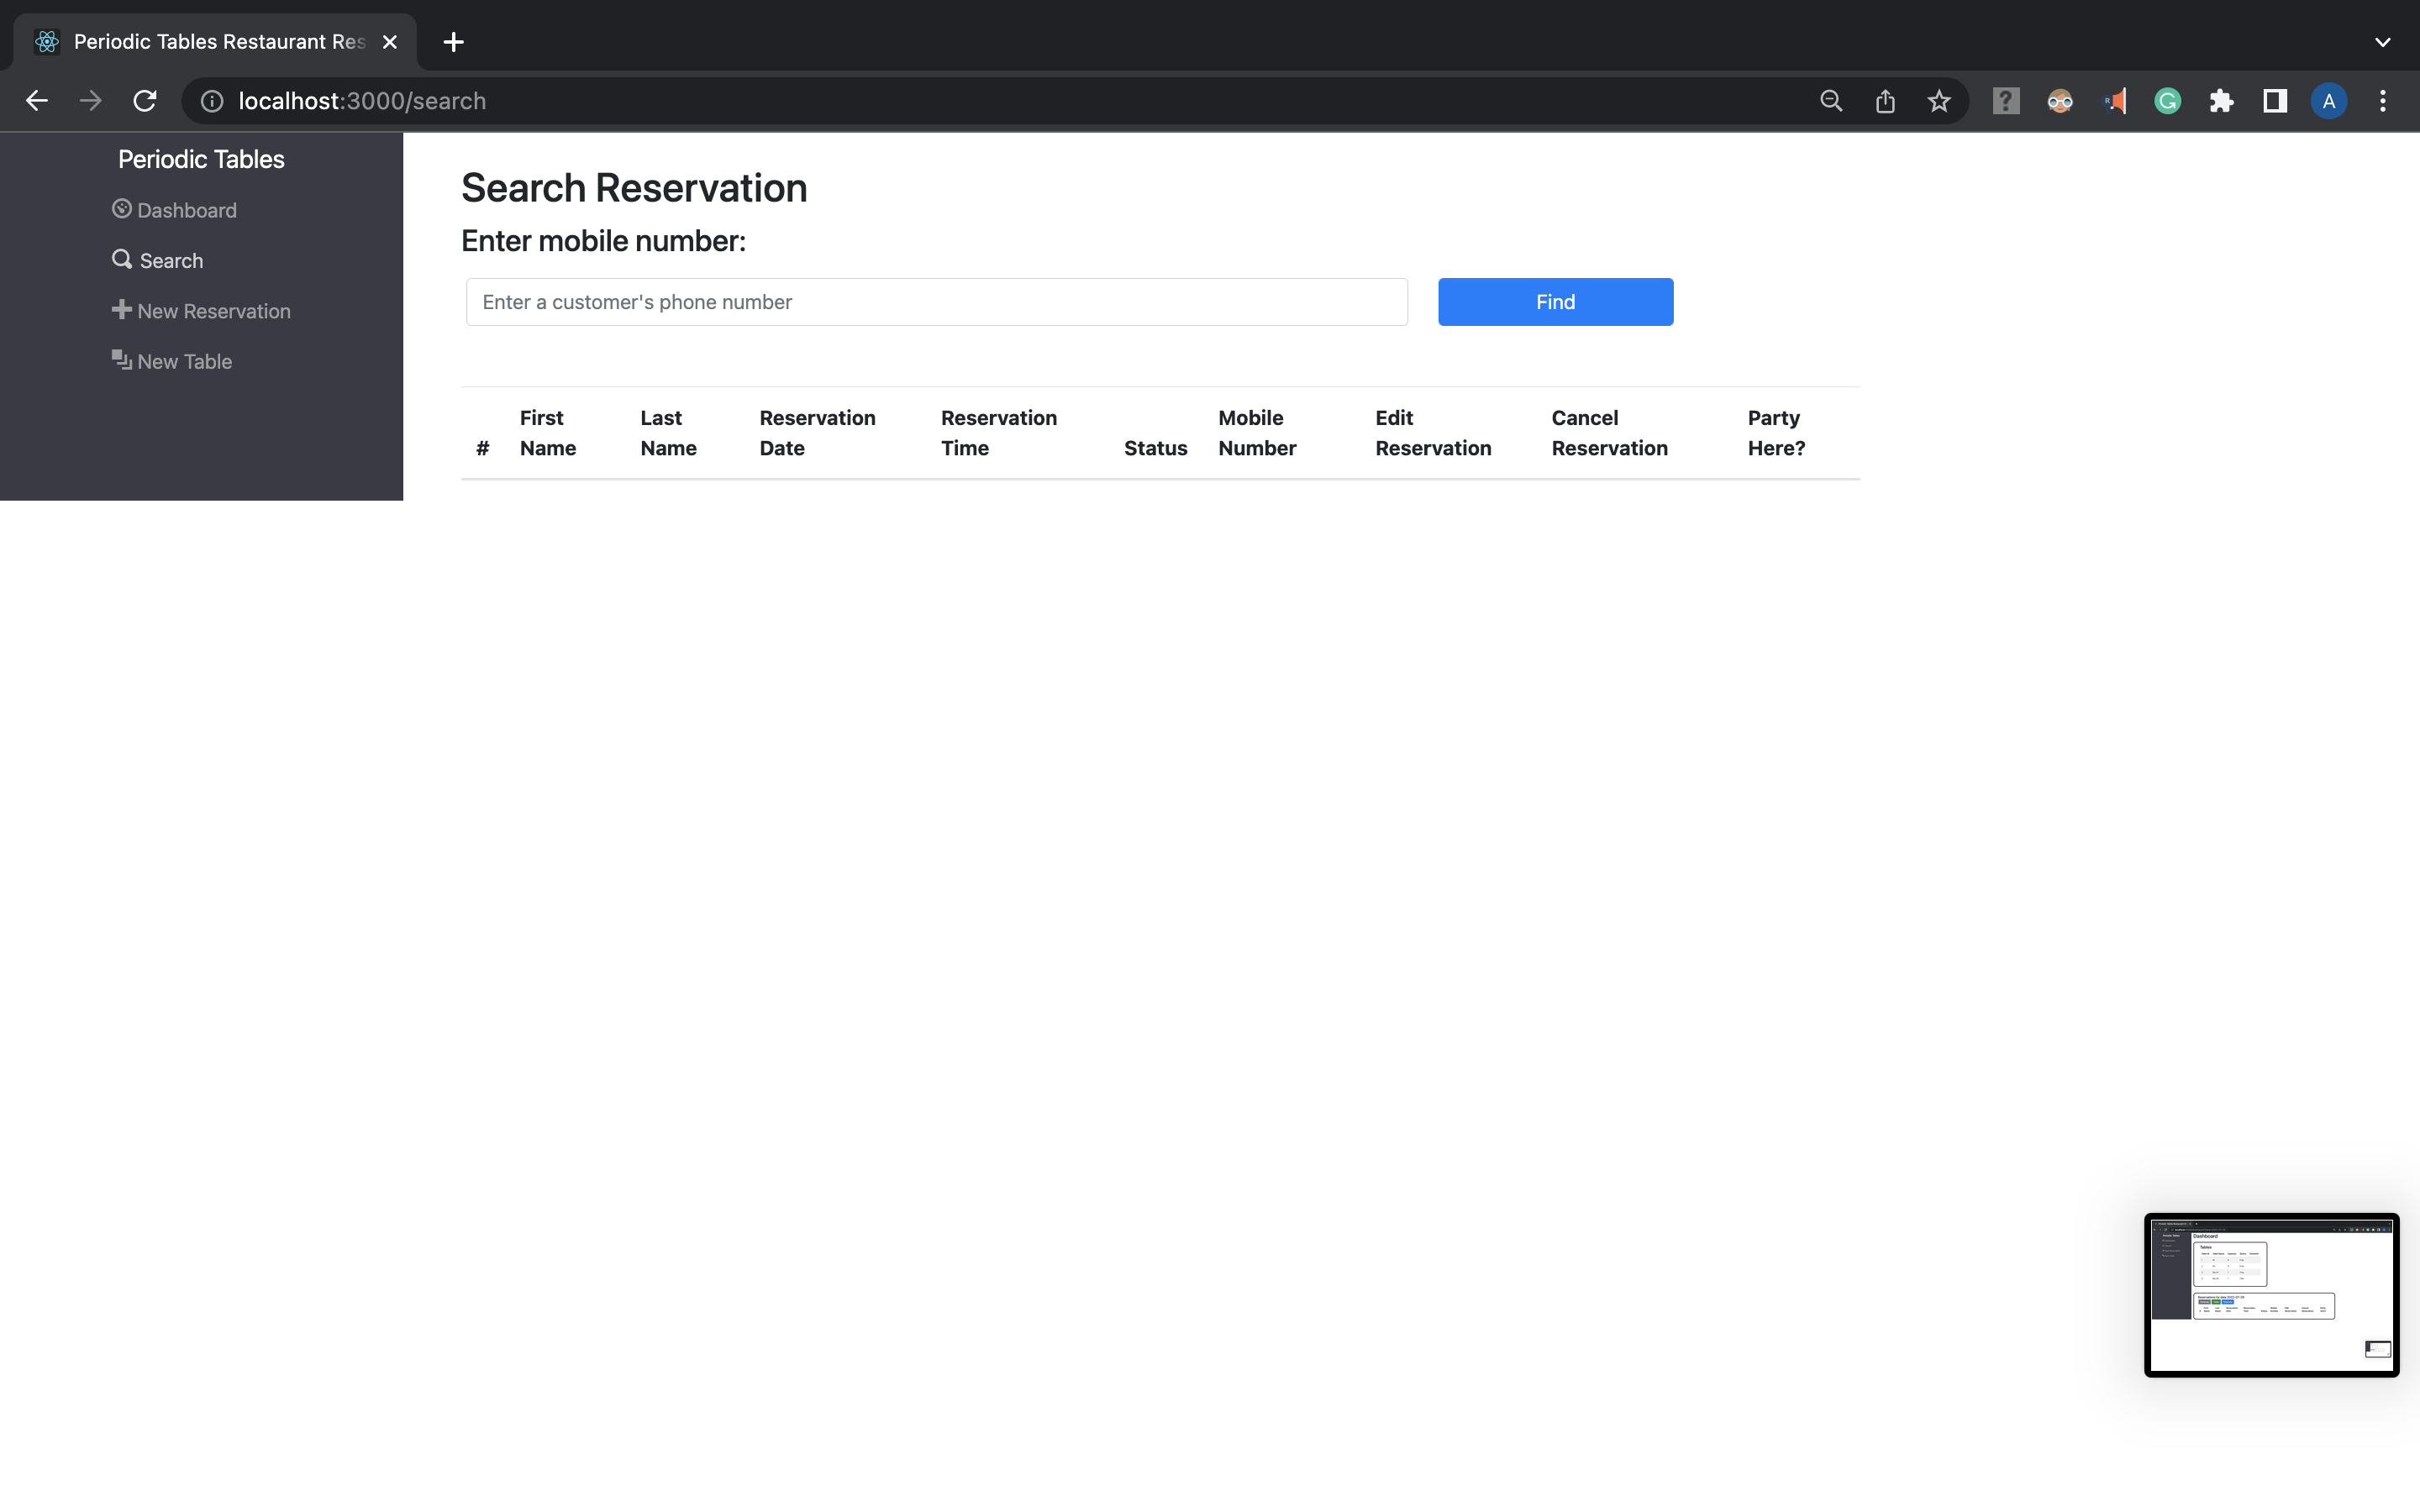 Periodic Tables Restaurant Res
localhost:3000/search
A
Periodic Tables
Dashboard
Search
New Reservation
New Table
Search Reservation
Enter mobile number:
Enter a customer's phone number
Find
# First Name Last Name Reservation Date Reservation Time Status Mobile Number Edit Reservation Cancel Reservation Party Here?
Dashboard
Tables